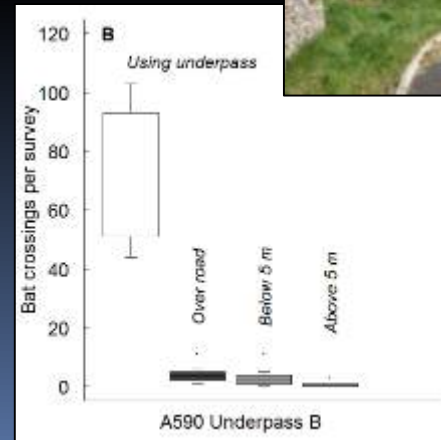 B
Using underpass
Bat crossings per survey
120
100
80
60
40
20
0
Over road
Below 5 m
Above 5 m
A590 Underpass B